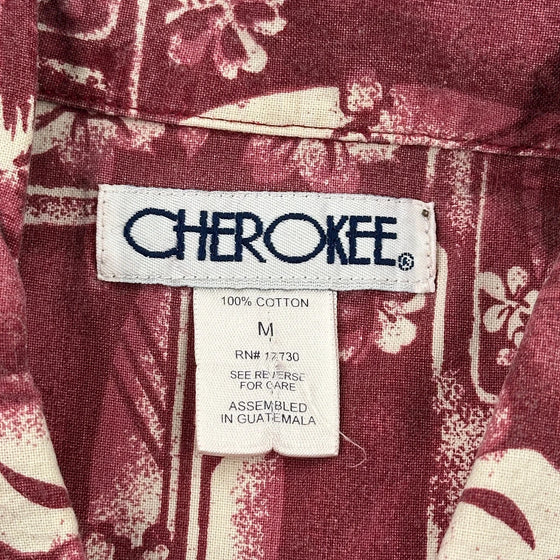 CHEROKEE®
100% COTTON
M
RN# 17730
SEE REVERSE
FOR CARE
ASSEMBLED
IN GUATEMALA